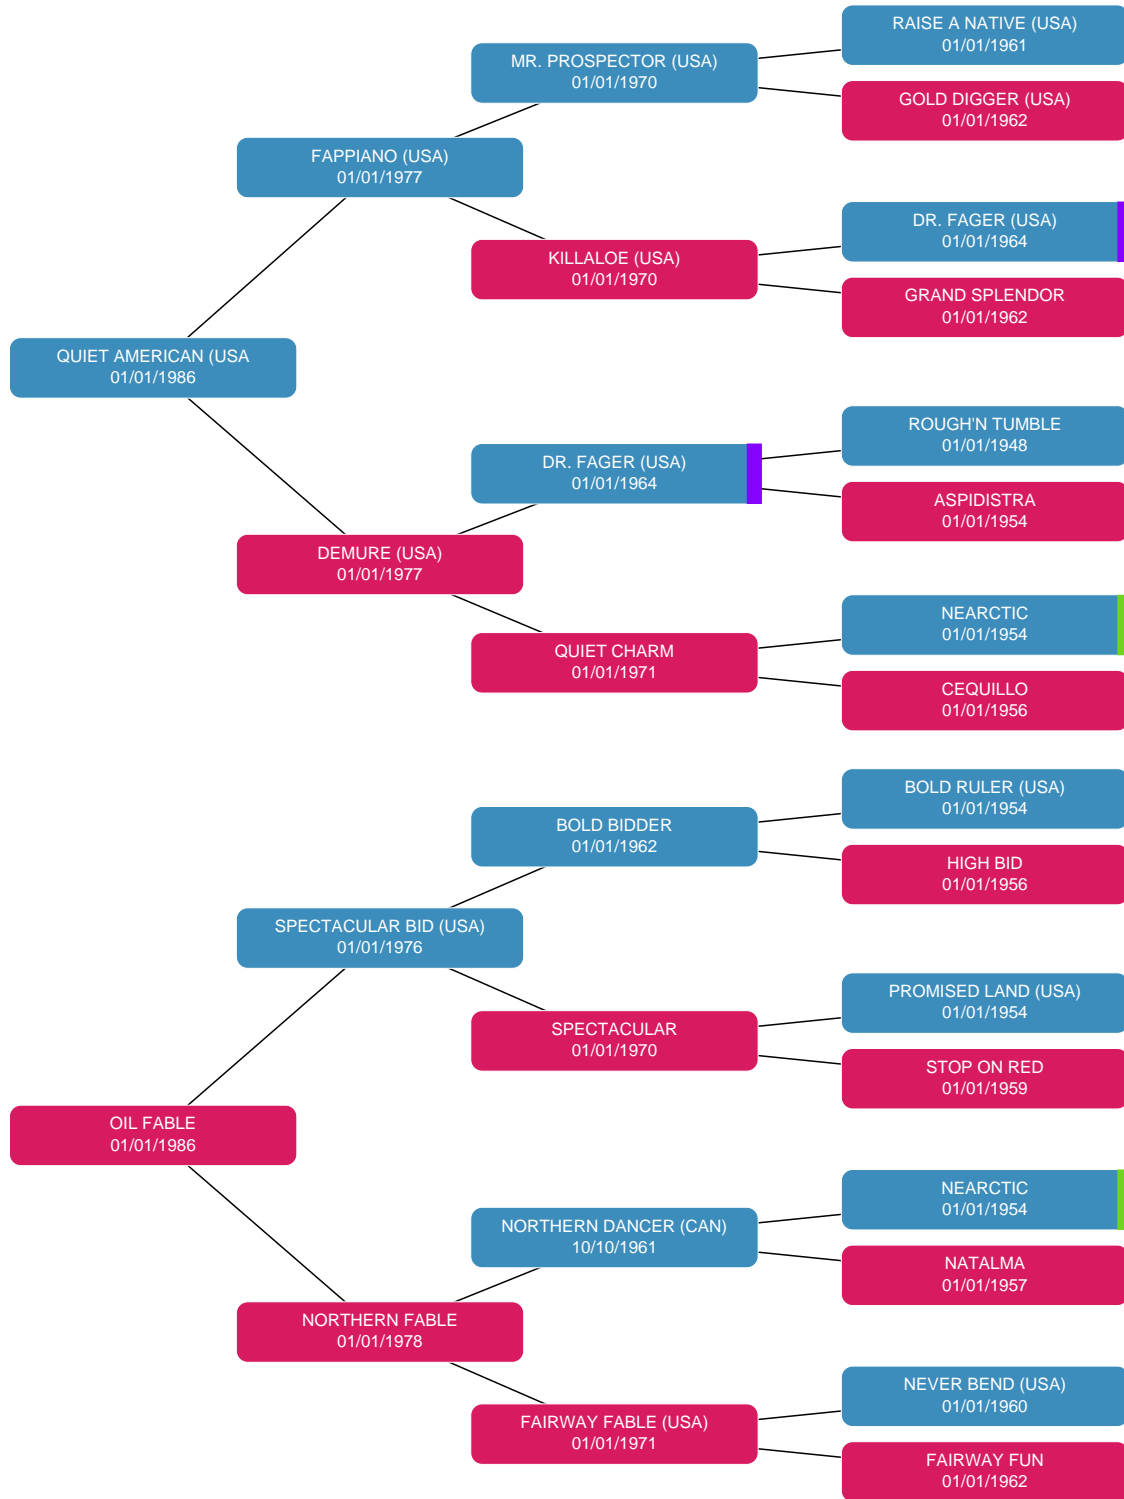 RAISE A NATIVE (USA)
01/01/1961
MR. PROSPECTOR (USA)
01/01/1970
GOLD DIGGER (USA)
01/01/1962
FAPPIANO (USA)
01/01/1977
DR. FAGER (USA)
01/01/1964
KILLALOE (USA)
01/01/1970
GRAND SPLENDOR
01/01/1962
QUIET AMERICAN (USA
01/01/1986
ROUGH'N TUMBLE
01/01/1948
DR. FAGER (USA)
01/01/1964
ASPIDISTRA
01/01/1954
DEMURE (USA)
01/01/1977
NEARCTIC
01/01/1954
QUIET CHARM
01/01/1971
CEQUILLO
01/01/1956
BOLD RULER (USA)
01/01/1954
BOLD BIDDER
01/01/1962
HIGH BID
01/01/1956
SPECTACULAR BID (USA)
01/01/1976
PROMISED LAND (USA)
01/01/1954
SPECTACULAR
01/01/1970
STOP ON RED
01/01/1959
OIL FABLE
01/01/1986
NEARCTIC
01/01/1954
NORTHERN DANCER (CAN)
10/10/1961
NATALMA
01/01/1957
NORTHERN FABLE
01/01/1978
NEVER BEND (USA)
01/01/1960
FAIRWAY FABLE (USA)
01/01/1971
FAIRWAY FUN
01/01/1962